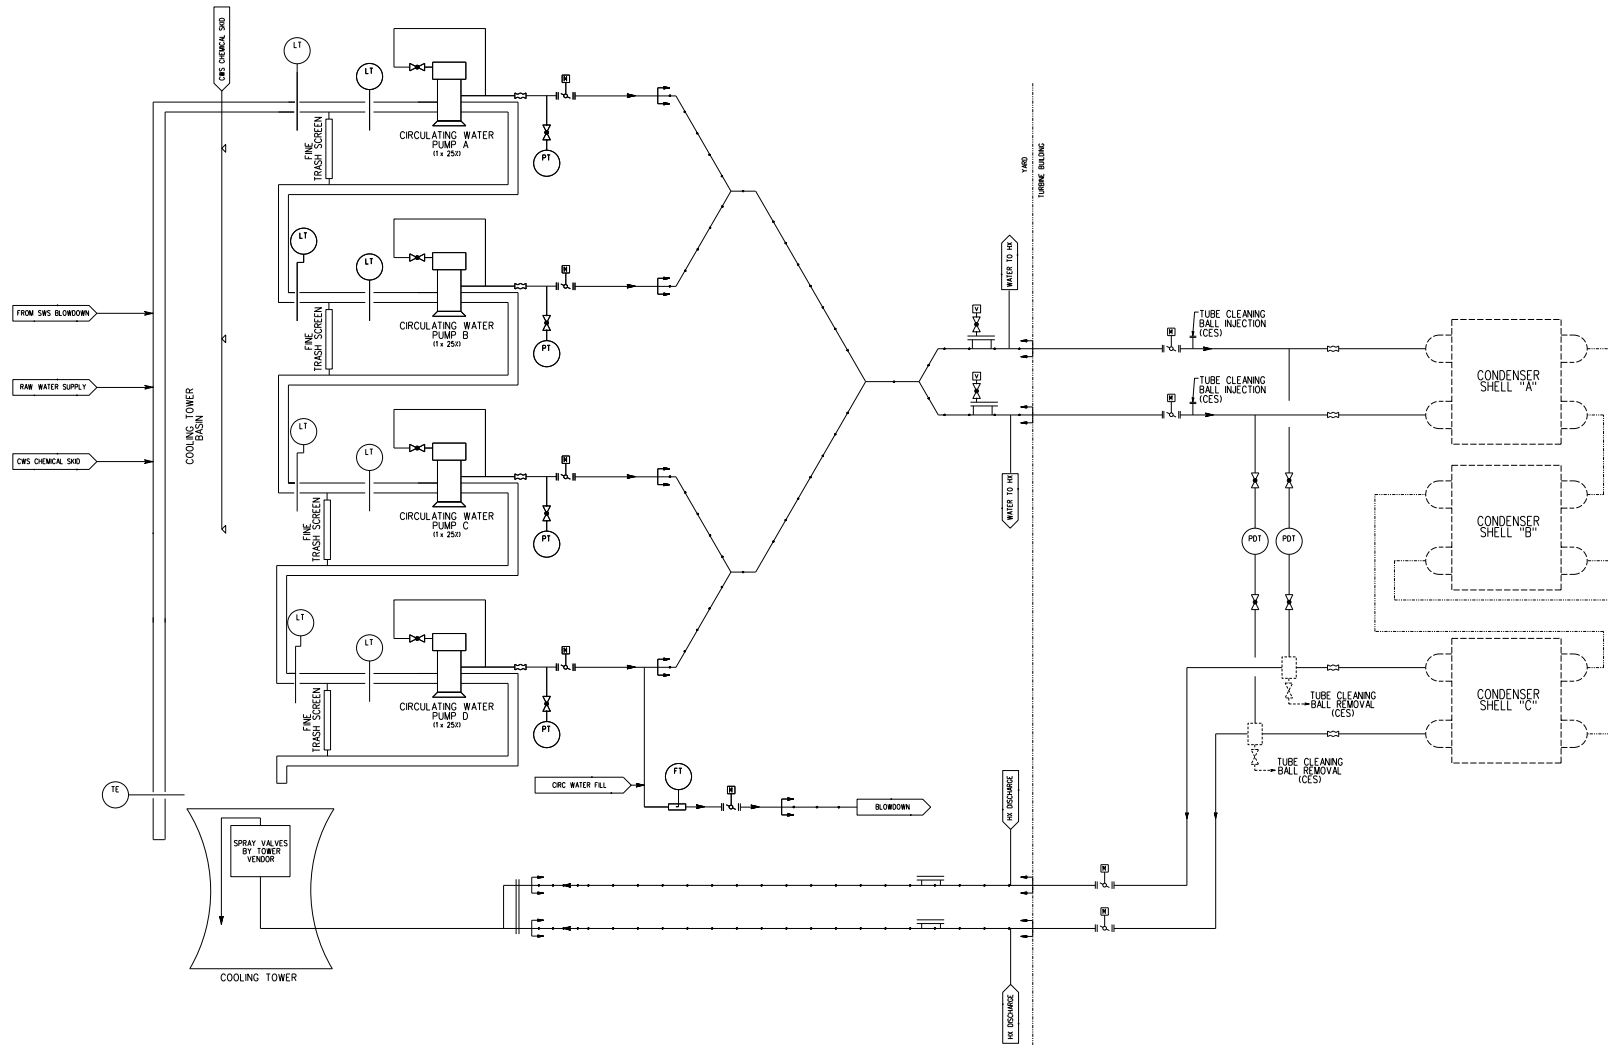 CWS CHEMICAL SKID
LT
LT
CIRCULATING WATER
PUMP A
(1 x 25%)
FINE
TRASH SCREEN
M
PT
LT
LT
CIRCULATING WATER
PUMP B
(1 x 25%)
FINE
TRASH SCREEN
M
PT
LT
LT
CIRCULATING WATER
PUMP C
(1 x 25%)
FINE
TRASH SCREEN
M
PT
LT
LT
CIRCULATING WATER
PUMP D
(1 x 25%)
FINE
TRASH SCREEN
M
PT
FROM SWS BLOWDOWN
RAW WATER SUPPLY
CWS CHEMICAL SKID
COOLING TOWER
BASIN
TE
SPRAY VALVES
BY TOWER
VENDOR
COOLING TOWER
CIRC WATER FILL
FT
M
BLOWDOWN
YARD
TURBINE BUILDING
WATER TO HX
WATER TO HX
M
TUBE CLEANING
BALL INJECTION
(CES)
M
TUBE CLEANING
BALL INJECTION
(CES)
PDT
PDT
CONDENSER
SHELL "A"
CONDENSER
SHELL "B"
CONDENSER
SHELL "C"
TUBE CLEANING
BALL REMOVAL
(CES)
TUBE CLEANING
BALL REMOVAL
(CES)
HX DISCHARGE
M
M
HX DISCHARGE